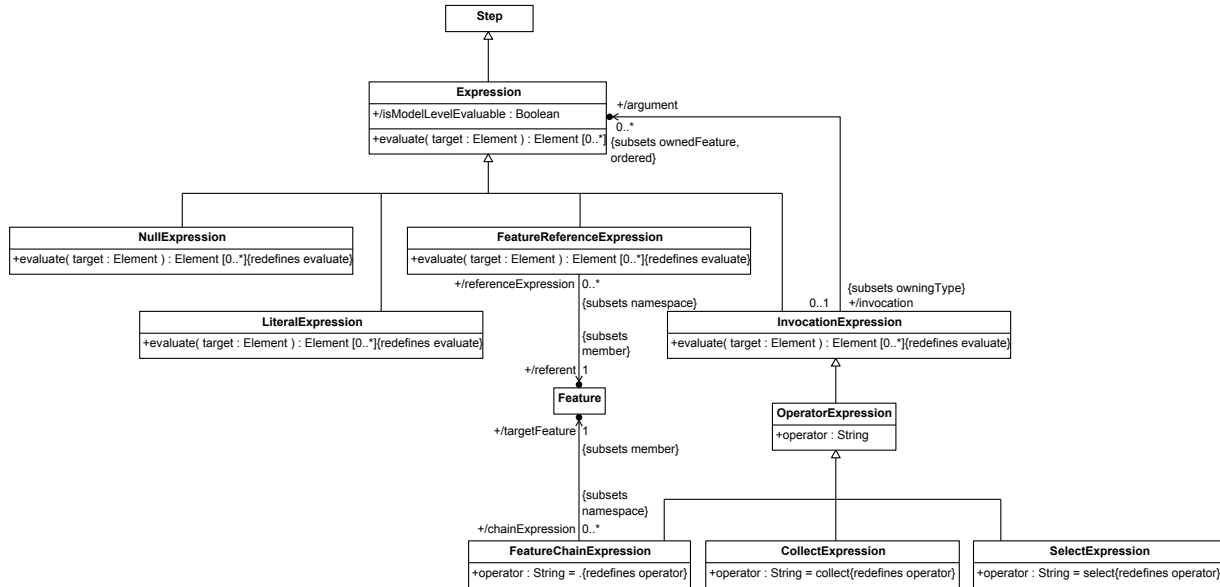 Step
Expression
+/isModelLevelEvaluable : Boolean
+evaluate( target : Element ) : Element [0..*]
+/argument
0..*
{subsets ownedFeature,
ordered}
NullExpression
+evaluate( target : Element ) : Element [0..*]{redefines evaluate}
FeatureReferenceExpression
+evaluate( target : Element ) : Element [0..*]{redefines evaluate}
+/referenceExpression
0..*
{subsets namespace}
{subsets owningType}
0..1
+/invocation
LiteralExpression
+evaluate( target : Element ) : Element [0..*]{redefines evaluate}
InvocationExpression
+evaluate( target : Element ) : Element [0..*]{redefines evaluate}
{subsets
member}
+/referent
1
Feature
+/targetFeature
1
{subsets member}
OperatorExpression
+operator : String
{subsets
namespace}
+/chainExpression
0..*
FeatureChainExpression
+operator : String = .{redefines operator}
CollectExpression
+operator : String = collect{redefines operator}
SelectExpression
+operator : String = select{redefines operator}